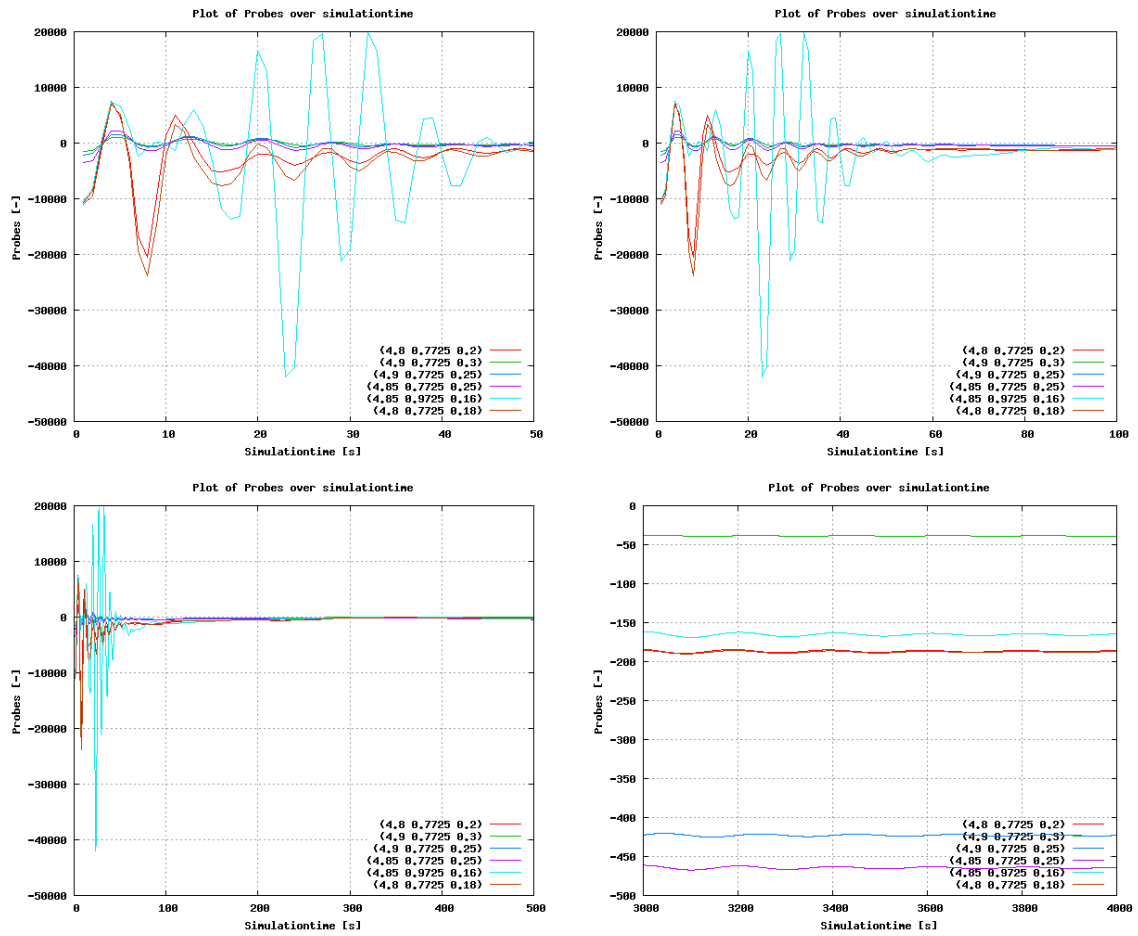 Plot of Probes over simulationtime
20000
10000
0
-10000
-20000
-30000
-40000
-50000
Probes [-]
(4.8 0.7725 0.2)
(4.9 0.7725 0.3)
(4.9 0.7725 0.25)
(4.85 0.7725 0.25)
(4.85 0.9725 0.16)
(4.8 0.7725 0.18)
0 10 20 30 40 50
Simulationtime [s]
Plot of Probes over simulationtime
20000
10000
0
-10000
-20000
-30000
-40000
-50000
Probes [-]
(4.8 0.7725 0.2)
(4.9 0.7725 0.3)
(4.9 0.7725 0.25)
(4.85 0.7725 0.25)
(4.85 0.9725 0.16)
(4.8 0.7725 0.18)
0 20 40 60 80 100
Simulationtime [s]
Plot of Probes over simulationtime
20000
10000
0
-10000
-20000
-30000
-40000
-50000
Probes [-]
(4.8 0.7725 0.2)
(4.9 0.7725 0.3)
(4.9 0.7725 0.25)
(4.85 0.7725 0.25)
(4.85 0.9725 0.16)
(4.8 0.7725 0.18)
0 100 200 300 400 500
Simulationtime [s]
Plot of Probes over simulationtime
0
-50
-100
-150
-200
-250
-300
-350
-400
-450
-500
Probes [-]
(4.8 0.7725 0.2)
(4.9 0.7725 0.3)
(4.9 0.7725 0.25)
(4.85 0.7725 0.25)
(4.85 0.9725 0.16)
(4.8 0.7725 0.18)
3000 3200 3400 3600 3800 4000
Simulationtime [s]